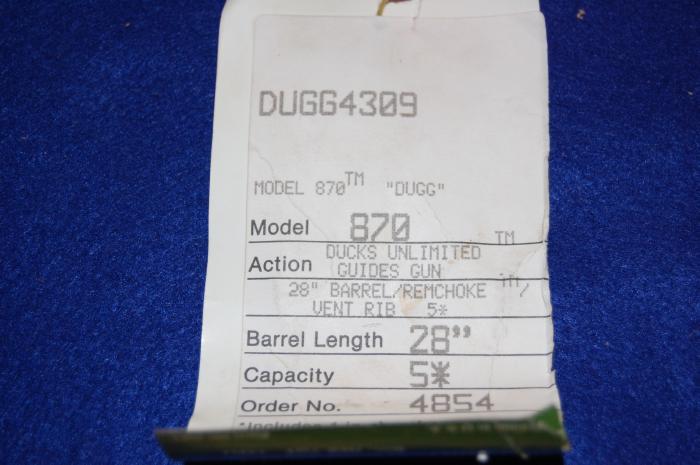 DUGG4309
MODEL 870™ "DUGG"
Model 870 TM
Action DUCKS UNLIMITED
GUIDES GUN
28" BARREL/REMCHOKE
VENT RIB 5*
Barrel Length 28"
Capacity 5*
Order No. 4854